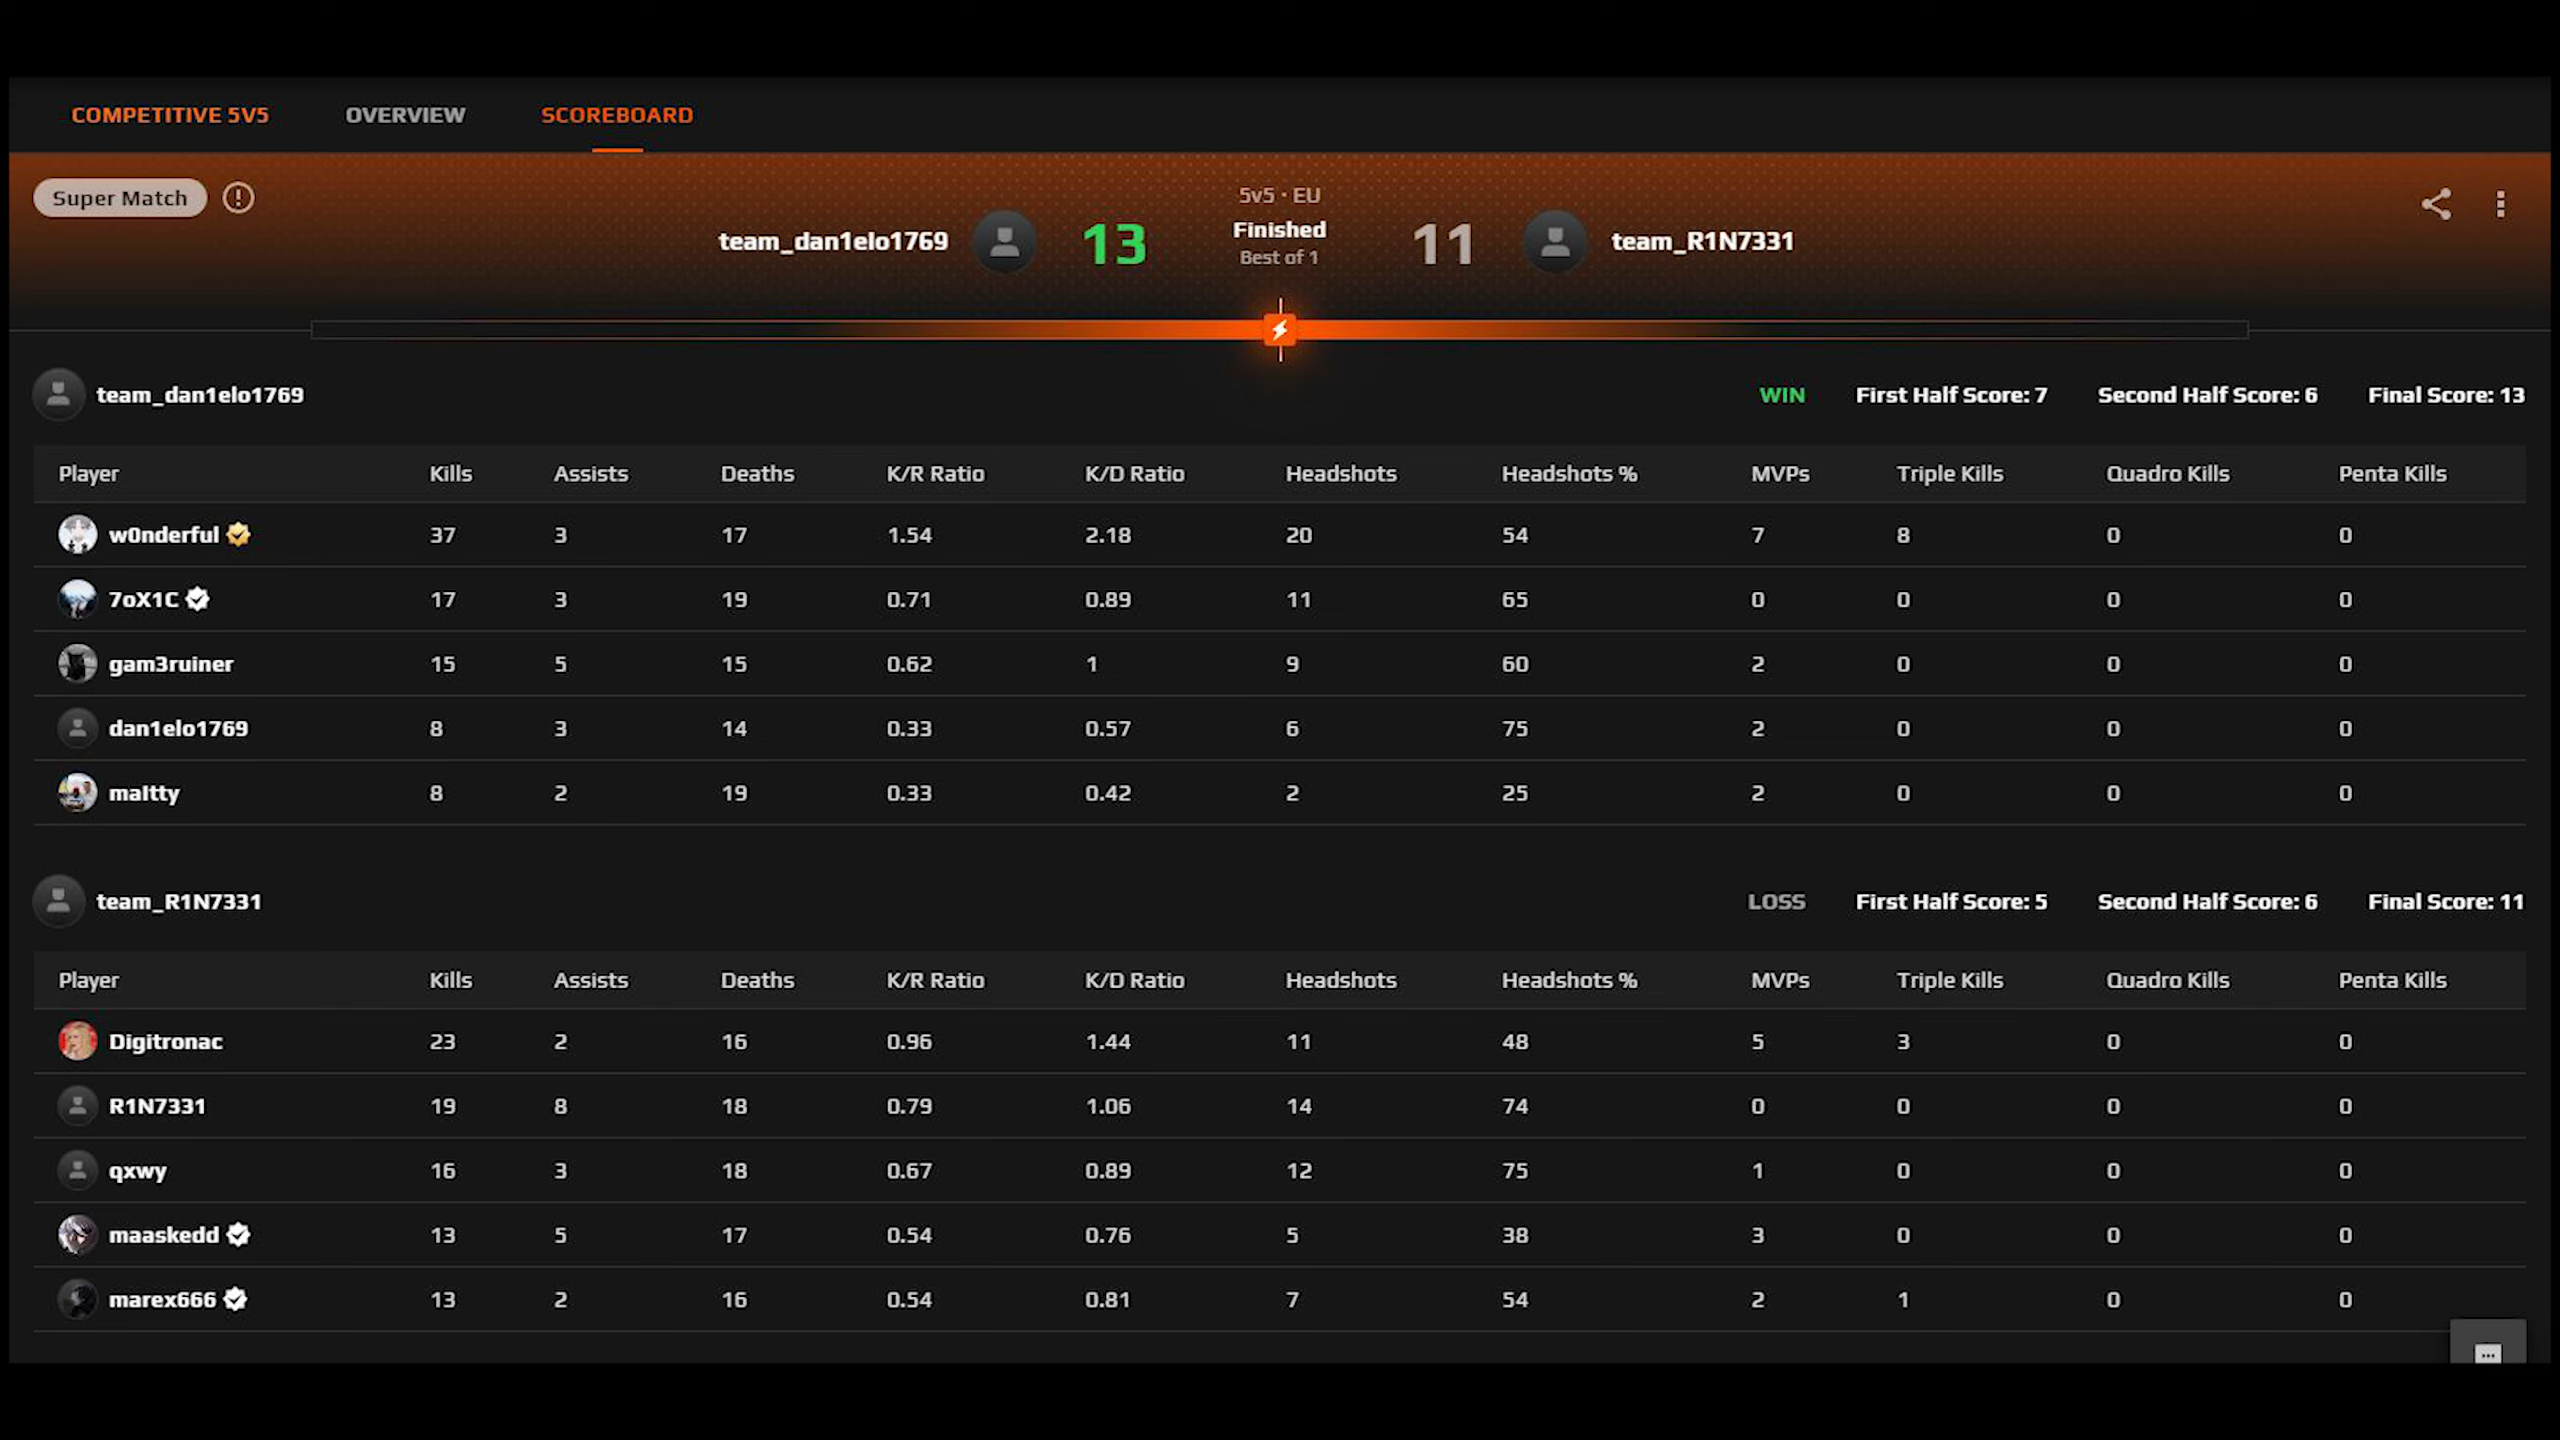 COMPETITIVE 5V5 OVERVIEW SCOREBOARD
Super Match
5v5 · EU
team_dan1elo1769 13 Finished 11 team_R1N7331
Best of 1
team_dan1elo1769 WIN First Half Score: 7 Second Half Score: 6 Final Score: 13
Player Kills Assists Deaths K/R Ratio K/D Ratio Headshots Headshots % MVPs Triple Kills Quadro Kills Penta Kills
w0nderful 37 3 17 1.54 2.18 20 54 7 8 0 0
7oX1C 17 3 19 0.71 0.89 11 65 0 0 0 0
gam3ruiner 15 5 15 0.62 1 9 60 2 0 0 0
dan1elo1769 8 3 14 0.33 0.57 6 75 2 0 0 0
maltty 8 2 19 0.33 0.42 2 25 2 0 0 0
team_R1N7331 LOSS First Half Score: 5 Second Half Score: 6 Final Score: 11
Player Kills Assists Deaths K/R Ratio K/D Ratio Headshots Headshots % MVPs Triple Kills Quadro Kills Penta Kills
Digitronac 23 2 16 0.96 1.44 11 48 5 3 0 0
R1N7331 19 8 18 0.79 1.06 14 74 0 0 0 0
qxwy 16 3 18 0.67 0.89 12 75 1 0 0 0
maaskedd 13 5 17 0.54 0.76 5 38 3 0 0 0
marex666 13 2 16 0.54 0.81 7 54 2 1 0 0